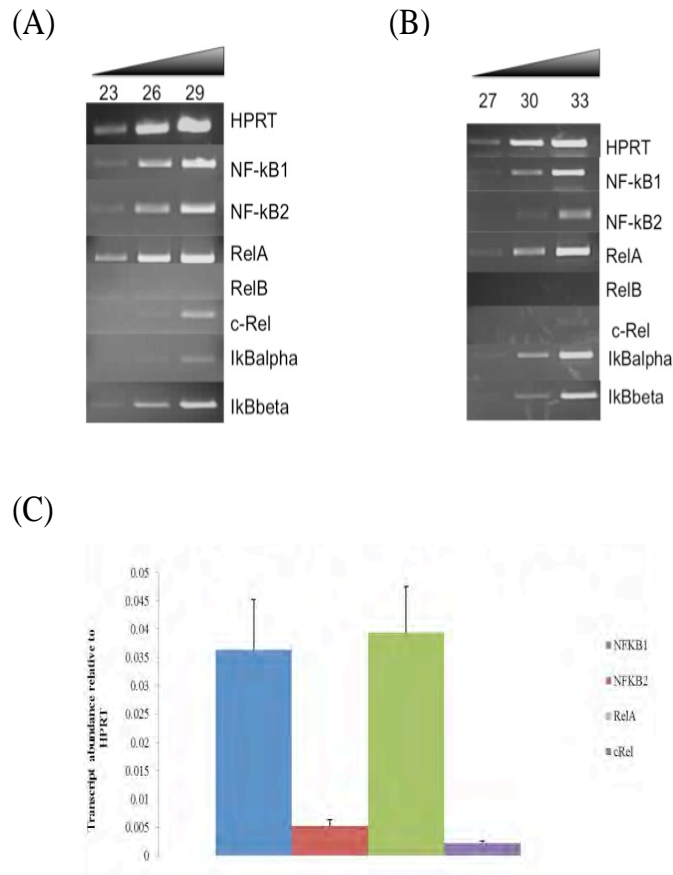 (A)
23 26 29
HPRT
NF-kB1
NF-kB2
RelA
RelB
c-Rel
IkBalpha
IkBbeta
(B)
27 30 33
HPRT
NF-kB1
NF-kB2
RelA
RelB
c-Rel
IkBalpha
IkBbeta
(C)
Transcript abundance relative to
HPRT
0.05
0.045
0.04
0.035
0.03
0.025
0.02
0.015
0.01
0.005
0
NFKB1
NFKB2
RelA
cRel